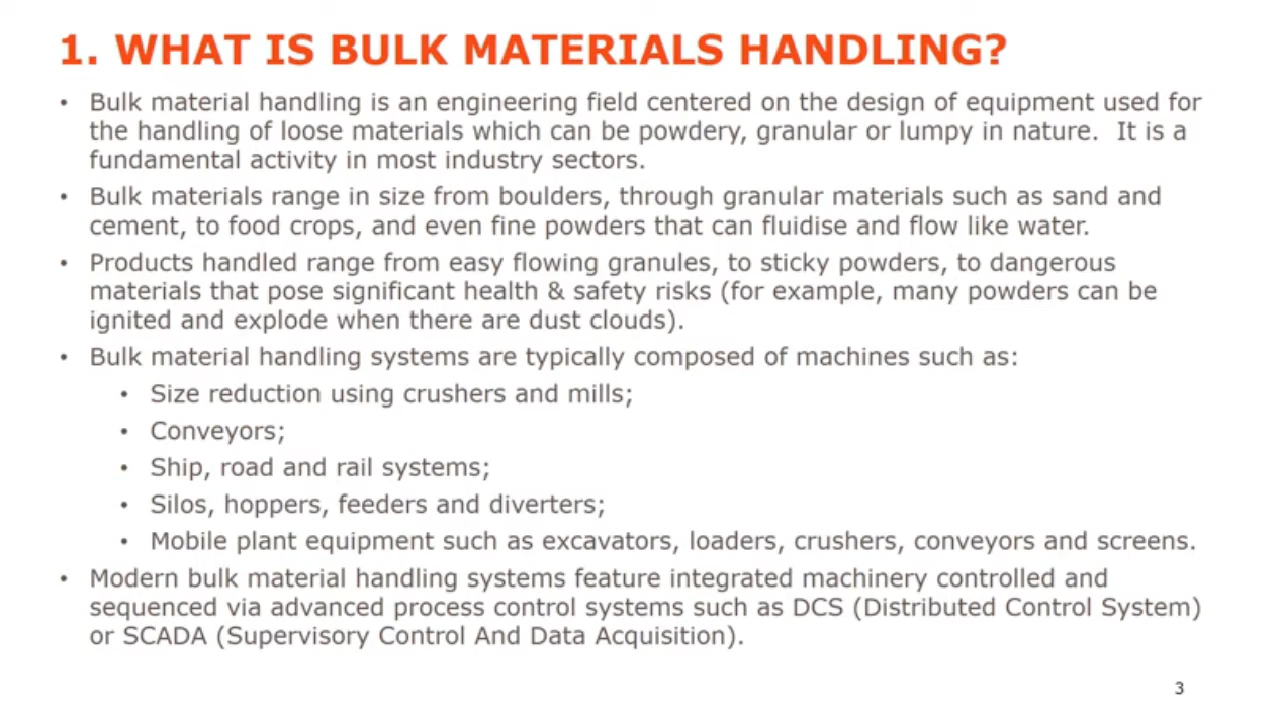 1. WHAT IS BULK MATERIALS HANDLING?
• Bulk material handling is an engineering field centered on the design of equipment used for
the handling of loose materials which can be powdery, granular or lumpy in nature.  It is a
fundamental activity in most industry sectors.
• Bulk materials range in size from boulders, through granular materials such as sand and
cement, to food crops, and even fine powders that can fluidise and flow like water.
• Products handled range from easy flowing granules, to sticky powders, to dangerous
materials that pose significant health & safety risks (for example, many powders can be
ignited and explode when there are dust clouds).
• Bulk material handling systems are typically composed of machines such as:
• Size reduction using crushers and mills;
• Conveyors;
• Ship, road and rail systems;
• Silos, hoppers, feeders and diverters;
• Mobile plant equipment such as excavators, loaders, crushers, conveyors and screens.
• Modern bulk material handling systems feature integrated machinery controlled and
sequenced via advanced process control systems such as DCS (Distributed Control System)
or SCADA (Supervisory Control And Data Acquisition).
3